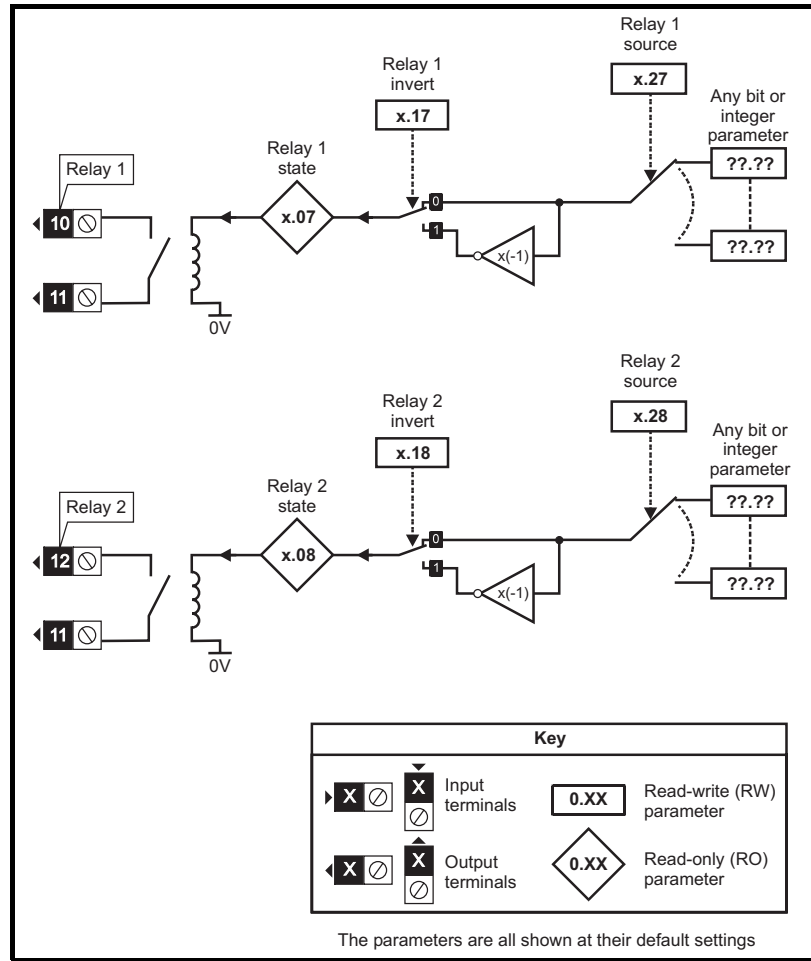 Relay 1
source
x.27
Relay 1
invert
x.17
Any bit or
integer
parameter
??.??
??.??
Relay 1
state
x.07
Relay 1
10
11
0
1
x(-1)
0V
Relay 2
source
x.28
Relay 2
invert
x.18
Any bit or
integer
parameter
??.??
??.??
Relay 2
state
x.08
Relay 2
12
11
0
1
x(-1)
0V
Key
X
X
Input
terminals
0.XX
Read-write (RW)
parameter
X
X
Output
terminals
0.XX
Read-only (RO)
parameter
The parameters are all shown at their default settings